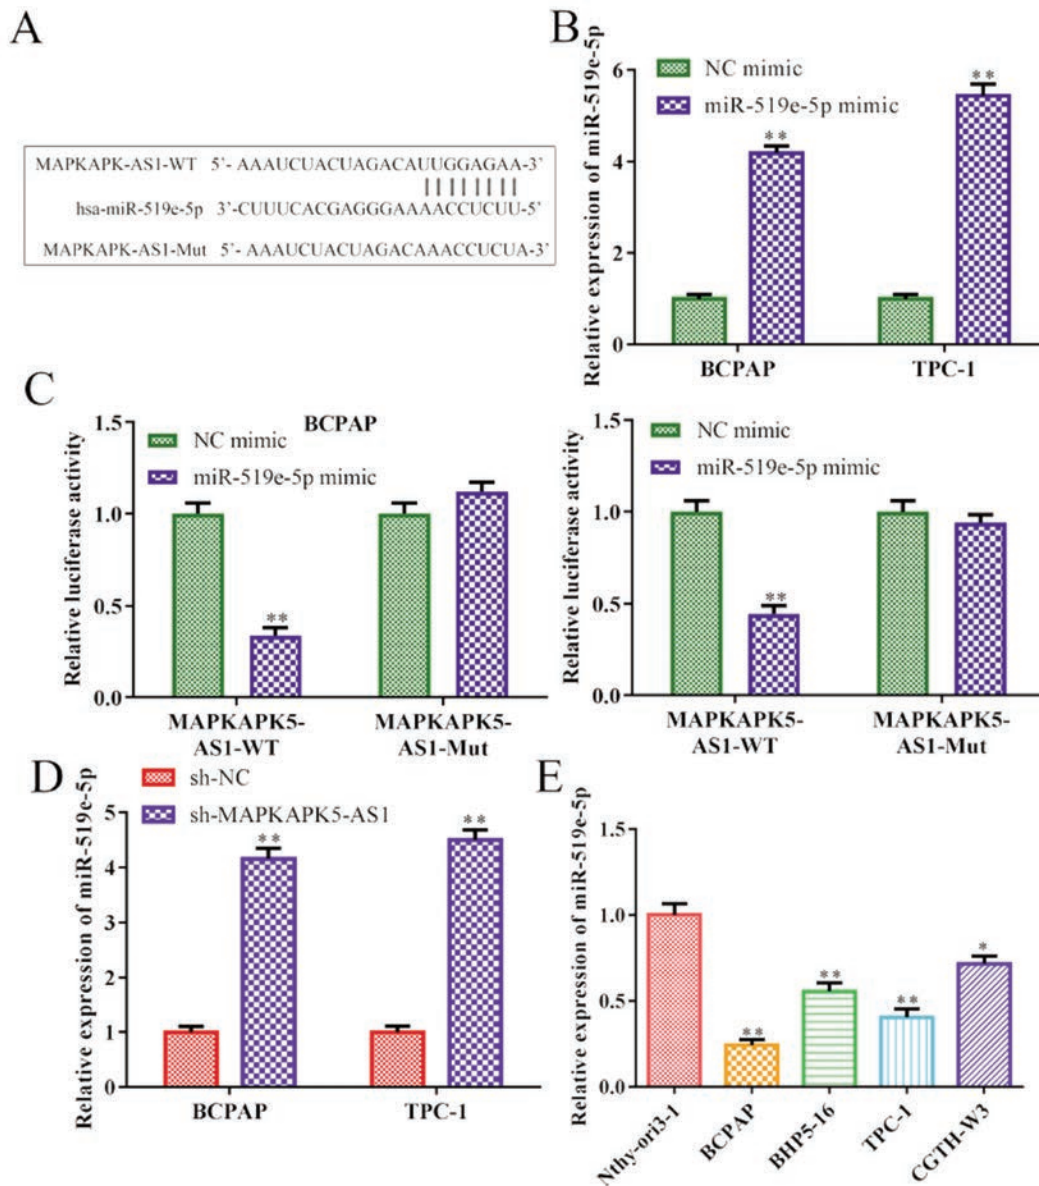 A
MAPKAPK-AS1-WT 5'- AAAUCUACUAGACAUUGGAGAA-3'
hsa-miR-519e-5p 3'-CUUUCACGAGGGAAAACCUCUU-5'
MAPKAPK-AS1-Mut 5'- AAAUCUACUAGACAAACCUCUA-3'
B
Relative expression of miR-519e-5p
NC mimic
miR-519e-5p mimic
6
4
2
0
**
**
BCPAP
TPC-1
C
Relative luciferase activity
BCPAP
NC mimic
miR-519e-5p mimic
1.5
1.0
0.5
0.0
**
MAPKAPK5-
AS1-WT
MAPKAPK5-
AS1-Mut
Relative luciferase activity
NC mimic
miR-519e-5p mimic
1.5
1.0
0.5
0.0
**
MAPKAPK5-
AS1-WT
MAPKAPK5-
AS1-Mut
D
Relative expression of miR-519e-5p
sh-NC
sh-MAPKAPK5-AS1
5
4
3
2
1
0
**
**
BCPAP
TPC-1
E
Relative expression of miR-519e-5p
1.5
1.0
0.5
0.0
**
**
**
*
Nthy-ori3-1
BCPAP
BHP5-16
TPC-1
CGTH-W3